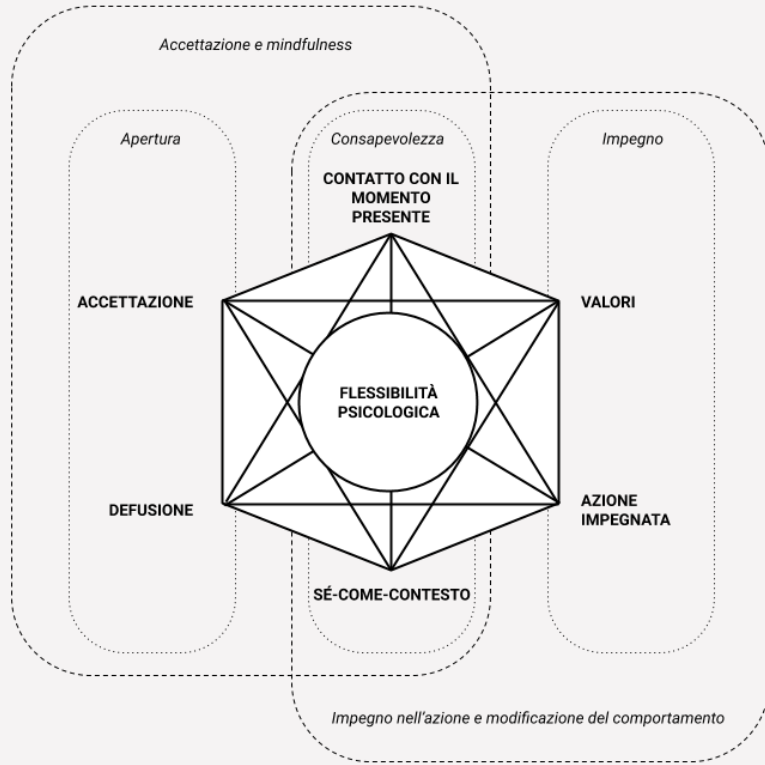 Accettazione e mindfulness
Apertura
Consapevolezza
Impegno
CONTATTO CON IL
MOMENTO
PRESENTE
ACCETTAZIONE
VALORI
FLESSIBILITÀ
PSICOLOGICA
DEFUSIONE
AZIONE
IMPEGNATA
SÉ-COME-CONTESTO
Impegno nell'azione e modificazione del comportamento